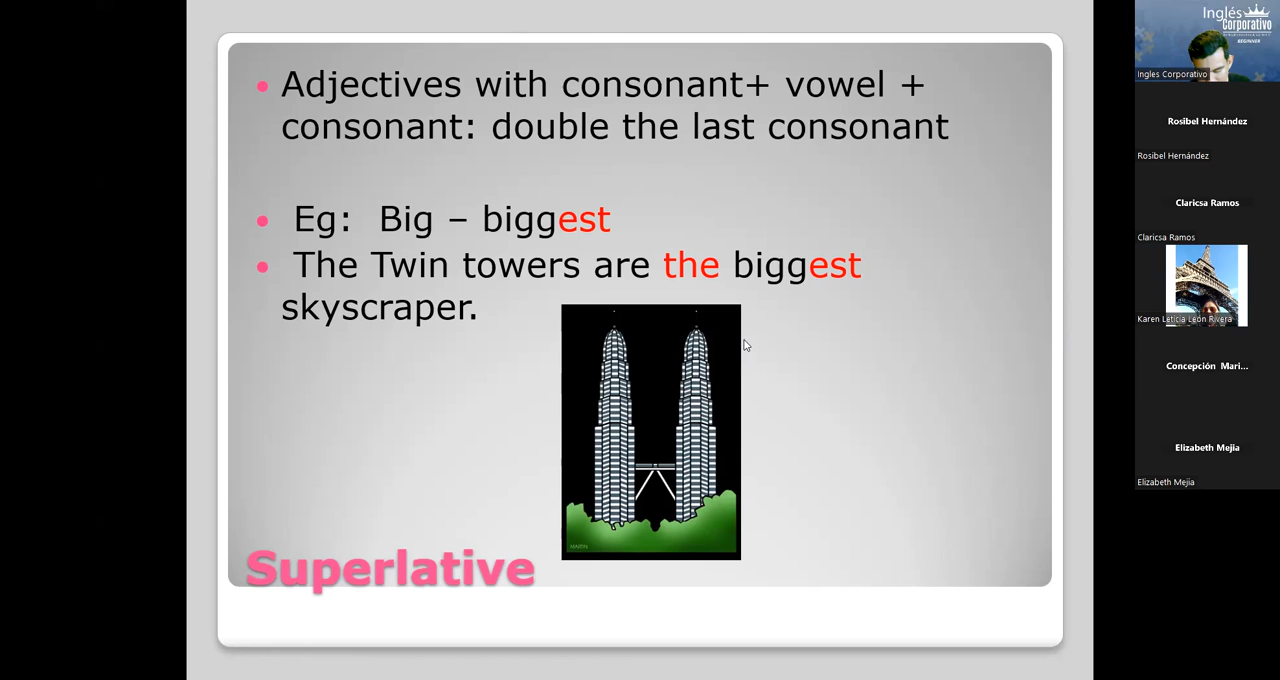 Adjectives with consonant+ vowel +
consonant: double the last consonant
Eg: Big – biggest
The Twin towers are the biggest
skyscraper.
Superlative
Inglés
Corporativo
BEGINNER
Ingles Corporativo
Rosibel Hernández
Rosibel Hernández
Claricsa Ramos
Claricsa Ramos
Karen Leticia León Rivera
Concepción Mari...
Elizabeth Mejia
Elizabeth Mejia